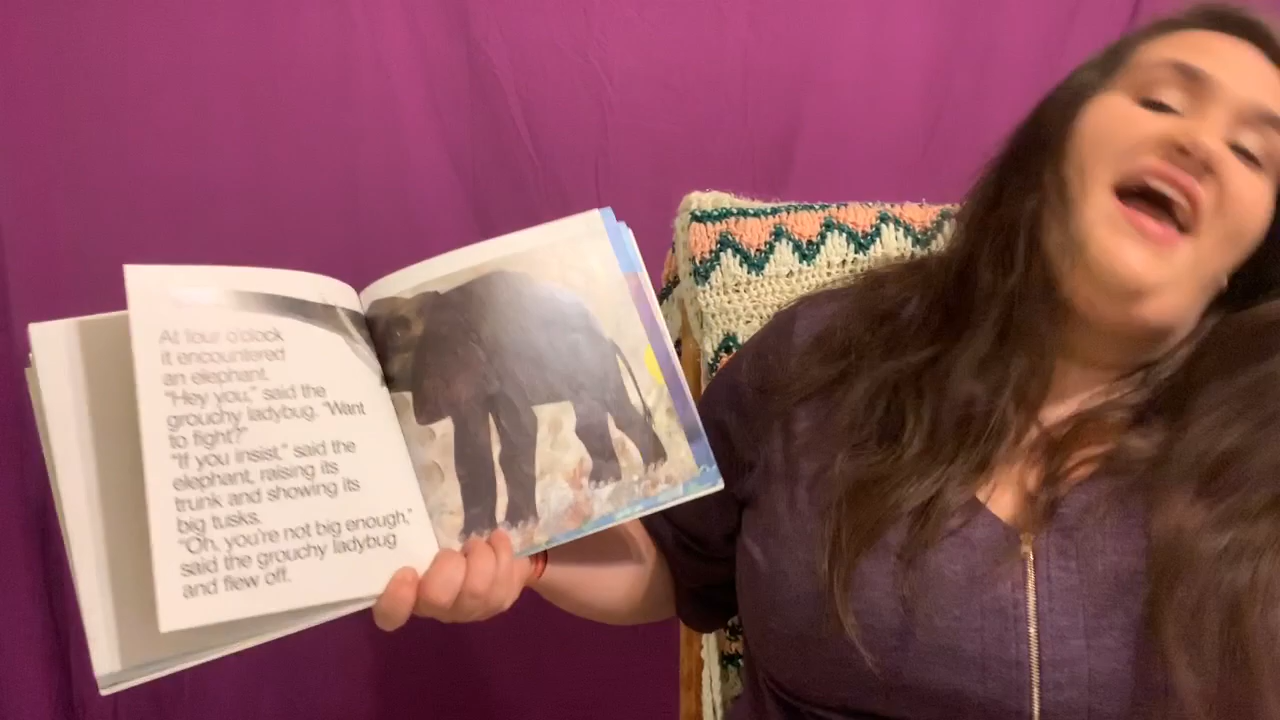 At four o'clock
it encountered
an elephant.
"Hey you," said the
grouchy ladybug. "Want
to fight?"
"If you insist," said the
elephant, raising its
trunk and showing its
big tusks.
"Oh, you're not big enough,"
said the grouchy ladybug
and flew off.